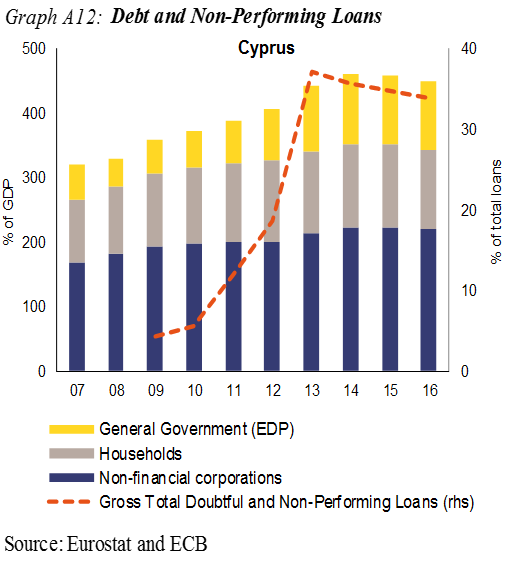 Graph A12: Debt and Non-Performing Loans
Cyprus
500
400
300
200
100
0
% of GDP
40
30
20
10
0
% of total loans
07 08 09 10 11 12 13 14 15 16
General Government (EDP)
Households
Non-financial corporations
Gross Total Doubtful and Non-Performing Loans (rhs)
Source: Eurostat and ECB